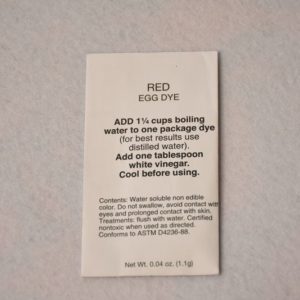 RED
EGG DYE
ADD 1¼ cups boiling
water to one package dye
(for best results use
distilled water).
Add one tablespoon
white vinegar.
Cool before using.
Contents: Water soluble non edible
color. Do not swallow, avoid contact with
eyes and prolonged contact with skin.
Treatments: flush with water. Certified
nontoxic when used as directed.
Conforms to ASTM D4236-88.
Net Wt. 0.04 oz. (1.1g)